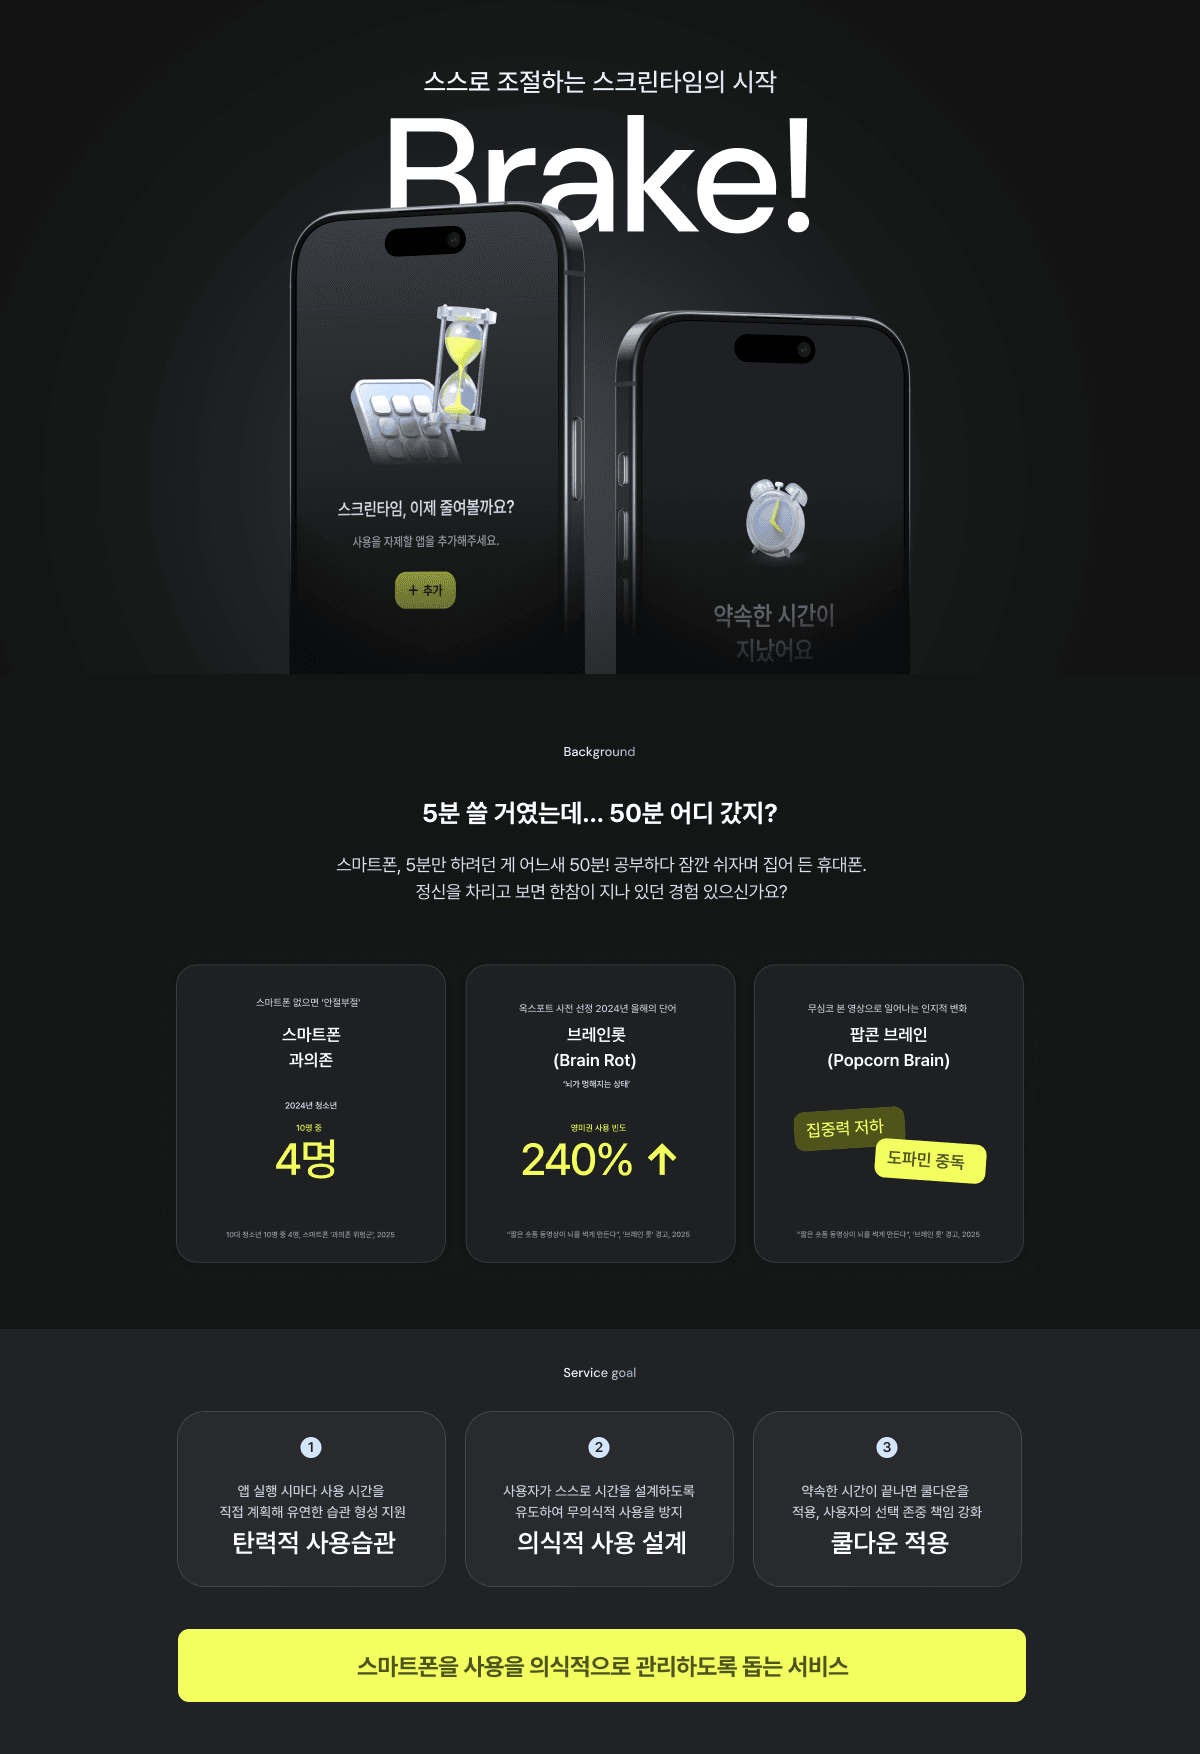 스스로 조절하는 스크린타임의 시작
Brake!
스크린타임, 이제 줄여볼까요?
사용을 자제할 앱을 추가해주세요.
+ 추가
약속한 시간이
지났어요
Background
5분 쓸 거였는데... 50분 어디 갔지?
스마트폰, 5분만 하려던 게 어느새 50분! 공부하다 잠깐 쉬자며 집어 든 휴대폰.
정신을 차리고 보면 한참이 지나 있던 경험 있으신가요?
스마트폰 없으면 '안절부절'
스마트폰
과의존
2024년 청소년
10명 중
4명
10대 청소년 10명 중 4명, 스마트폰 '과의존 위험군', 2025
옥스포트 사전 선정 2024년 올해의 단어
브레인롯
(Brain Rot)
'뇌가 멍해지는 상태'
영미권 사용 빈도
240% ↑
"짧은 숏폼 동영상이 뇌를 썩게 만든다", '브레인 롯' 경고, 2025
무심코 본 영상으로 일어나는 인지적 변화
팝콘 브레인
(Popcorn Brain)
집중력 저하
도파민 중독
"짧은 숏폼 동영상이 뇌를 썩게 만든다", '브레인 롯' 경고, 2025
Service goal
1
앱 실행 시마다 사용 시간을
직접 계획해 유연한 습관 형성 지원
탄력적 사용습관
2
사용자가 스스로 시간을 설계하도록
유도하여 무의식적 사용을 방지
의식적 사용 설계
3
약속한 시간이 끝나면 쿨다운을
적용, 사용자의 선택 존중 책임 강화
쿨다운 적용
스마트폰을 사용을 의식적으로 관리하도록 돕는 서비스